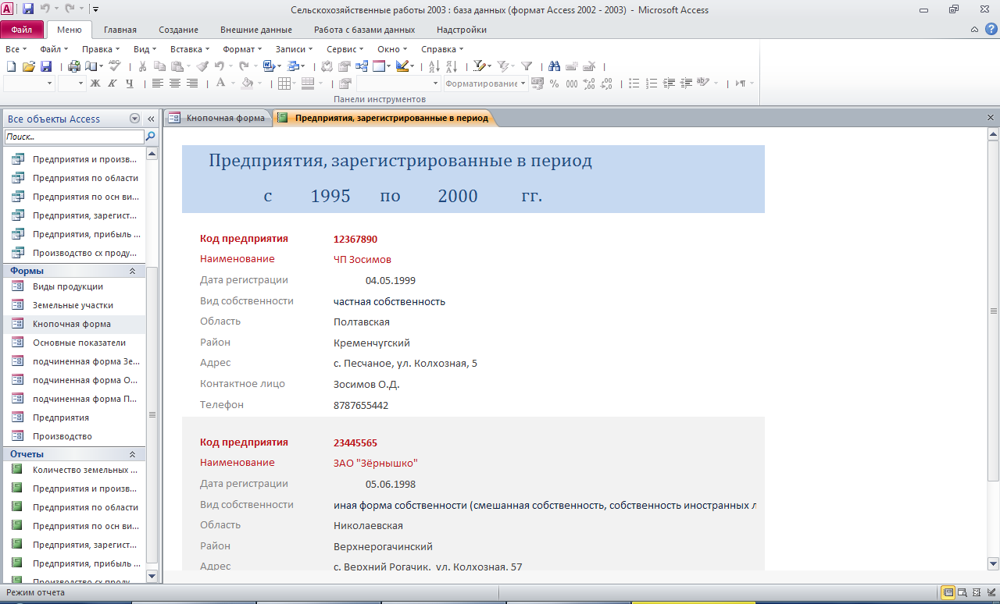 Сельскохозяйственные работы 2003 : база данных (формат Access 2002 - 2003) - Microsoft Access
Файл Меню Главная Создание Внешние данные Работа с базами данных Надстройки
Все Файл Правка Вид Вставка Формат Записи Сервис Окно Справка
Ж К Ч Форматирование % 000
Панели инструментов
Все объекты Access
Поиск...
Предприятия и произв...
Предприятия по области
Предприятия по осн ви...
Предприятия, зарегист...
Предприятия, прибыль ...
Производство сх проду...
Формы
Виды продукции
Земельные участки
Кнопочная форма
Основные показатели
подчиненная форма Зе...
подчиненная форма О...
подчиненная форма П...
Предприятия
Производство
Отчеты
Количество земельных ...
Предприятия и произв...
Предприятия по области
Предприятия по осн ви...
Предприятия, зарегист...
Предприятия, прибыль ...
Производство сх проду...
Кнопочная форма Предприятия, зарегистрированные в период
Предприятия, зарегистрированные в период
с 1995 по 2000 гг.
Код предприятия 12367890
Наименование ЧП Зосимов
Дата регистрации 04.05.1999
Вид собственности частная собственность
Область Полтавская
Район Кременчугский
Адрес с. Песчаное, ул. Колхозная, 5
Контактное лицо Зосимов О.Д.
Телефон 8787655442
Код предприятия 23445565
Наименование ЗАО "Зёрнышко"
Дата регистрации 05.06.1998
Вид собственности иная форма собственности (смешанная собственность, собственность иностранных л
Область Николаевская
Район Верхнерогачинский
Адрес с. Верхний Рогачик, ул. Колхозная, 57
Режим отчета